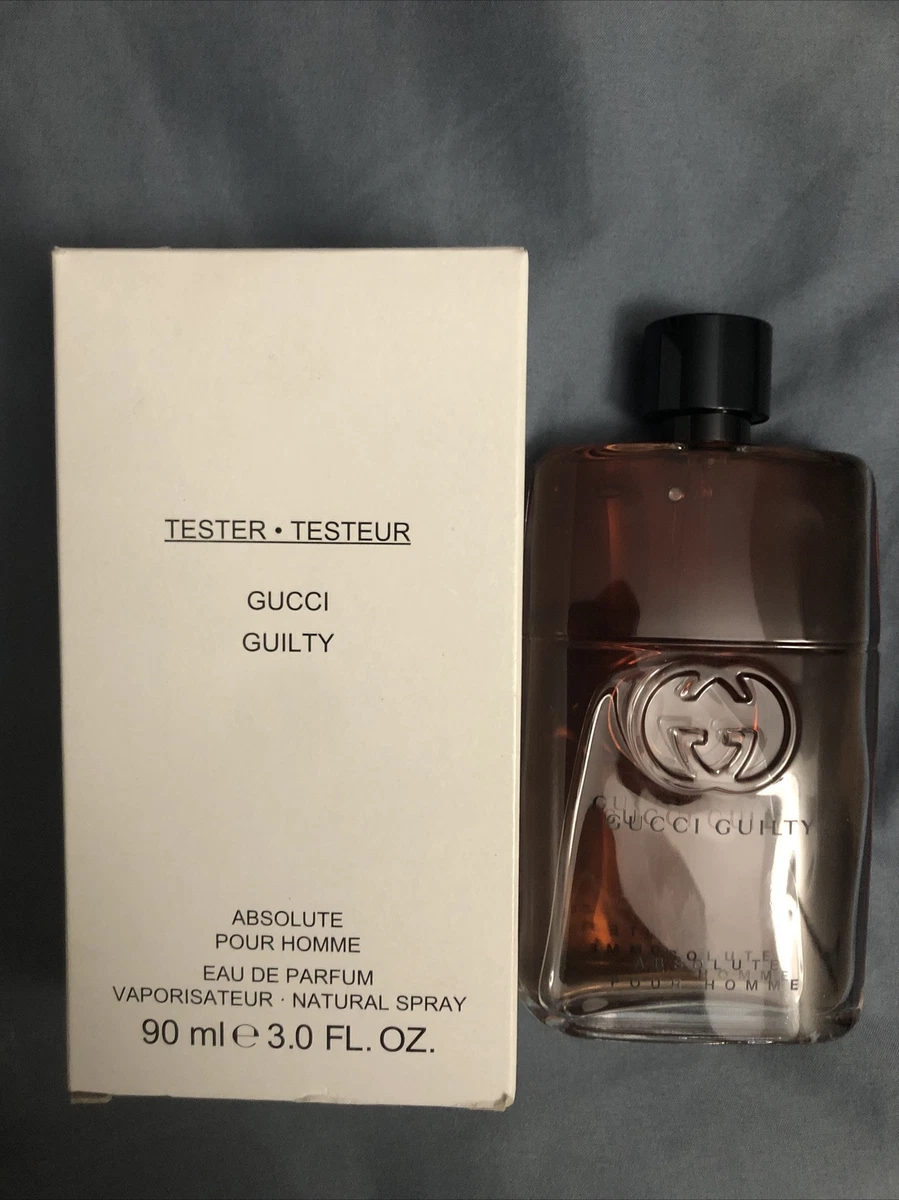 TESTER • TESTEUR
GUCCI
GUILTY
ABSOLUTE
POUR HOMME
EAU DE PARFUM
VAPORISATEUR · NATURAL SPRAY
90 ml ℮ 3.0 FL. OZ.
GUCCI GUILTY
ABSOLUTE
POUR HOMME